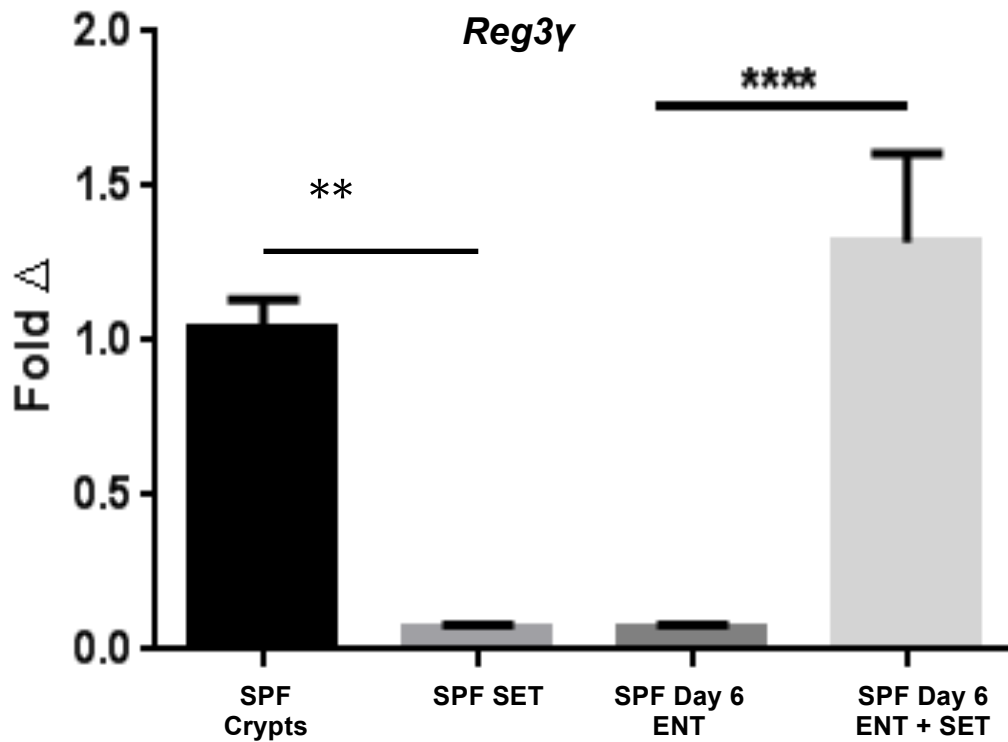 Reg3γ
2.0
1.5
1.0
0.5
0.0
Fold △
**
****
SPF
Crypts
SPF SET
SPF Day 6
ENT
SPF Day 6
ENT + SET